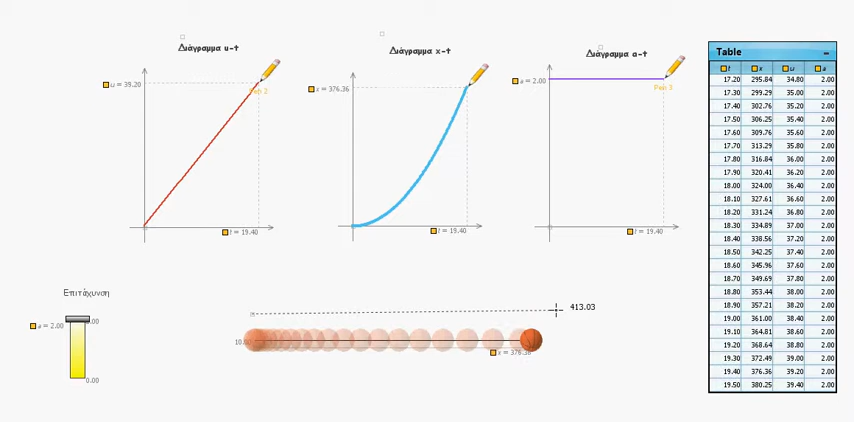 Διάγραμμα u-t
u = 39.20
Pen 2
t = 19.40
Διάγραμμα x-t
x = 376.36
t = 19.40
Διάγραμμα a-t
a = 2.00
Pen 3
t = 19.40
Επιτάχυνση
a = 2.00
0.00
413.03
x = 376.36
Table
t x u a
17.20 295.84 34.80 2.00
17.30 299.29 35.00 2.00
17.40 302.76 35.20 2.00
17.50 306.25 35.40 2.00
17.60 309.76 35.60 2.00
17.70 313.29 35.80 2.00
17.80 316.84 36.00 2.00
17.90 320.41 36.20 2.00
18.00 324.00 36.40 2.00
18.10 327.61 36.60 2.00
18.20 331.24 36.80 2.00
18.30 334.89 37.00 2.00
18.40 338.56 37.20 2.00
18.50 342.25 37.40 2.00
18.60 345.96 37.60 2.00
18.70 349.69 37.80 2.00
18.80 353.44 38.00 2.00
18.90 357.21 38.20 2.00
19.00 361.00 38.40 2.00
19.10 364.81 38.60 2.00
19.20 368.64 38.80 2.00
19.30 372.49 39.00 2.00
19.40 376.36 39.20 2.00
19.50 380.25 39.40 2.00